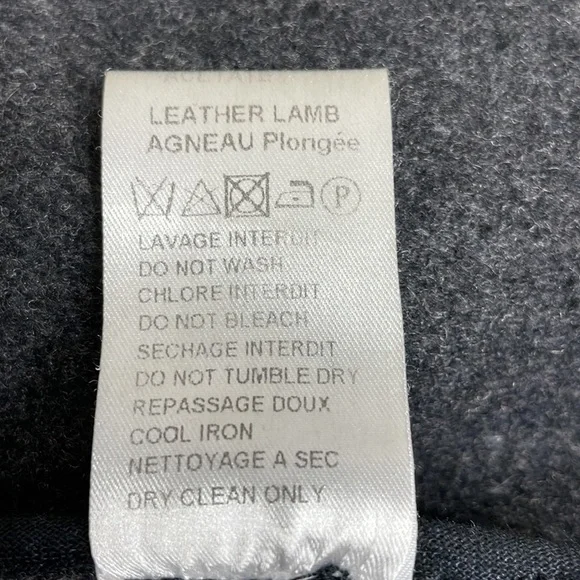 ACETATE
LEATHER LAMB
AGNEAU Plongée
P
LAVAGE INTERDIT
DO NOT WASH
CHLORE INTERDIT
DO NOT BLEACH
SECHAGE INTERDIT
DO NOT TUMBLE DRY
REPASSAGE DOUX
COOL IRON
NETTOYAGE A SEC
DRY CLEAN ONLY